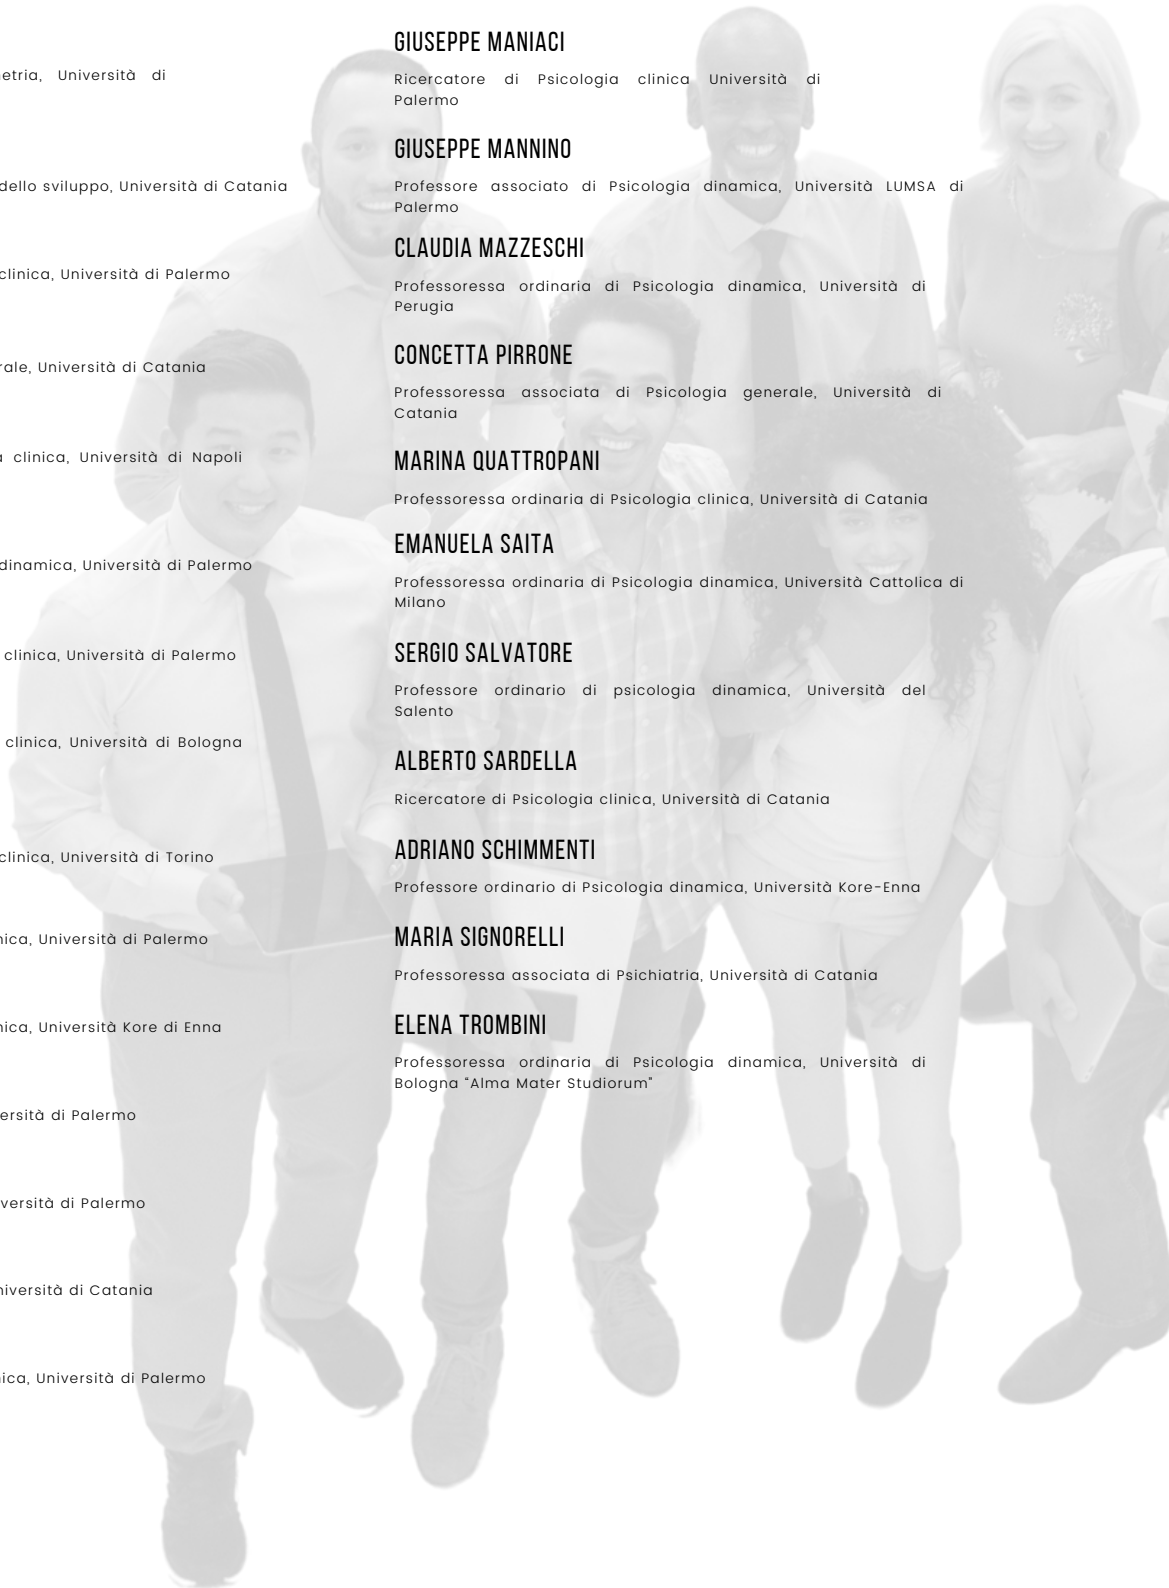 etria, Università di
dello sviluppo, Università di Catania
clinica, Università di Palermo
rale, Università di Catania
clinica, Università di Napoli
dinamica, Università di Palermo
clinica, Università di Palermo
clinica, Università di Bologna
clinica, Università di Torino
nica, Università di Palermo
nica, Università Kore di Enna
ersità di Palermo
versità di Palermo
niversità di Catania
nica, Università di Palermo
GIUSEPPE MANIACI
Ricercatore di Psicologia clinica Università di
Palermo
GIUSEPPE MANNINO
Professore associato di Psicologia dinamica, Università LUMSA di
Palermo
CLAUDIA MAZZESCHI
Professoressa ordinaria di Psicologia dinamica, Università di
Perugia
CONCETTA PIRRONE
Professoressa associata di Psicologia generale, Università di
Catania
MARINA QUATTROPANI
Professoressa ordinaria di Psicologia clinica, Università di Catania
EMANUELA SAITA
Professoressa ordinaria di Psicologia dinamica, Università Cattolica di
Milano
SERGIO SALVATORE
Professore ordinario di psicologia dinamica, Università del
Salento
ALBERTO SARDELLA
Ricercatore di Psicologia clinica, Università di Catania
ADRIANO SCHIMMENTI
Professore ordinario di Psicologia dinamica, Università Kore-Enna
MARIA SIGNORELLI
Professoressa associata di Psichiatria, Università di Catania
ELENA TROMBINI
Professoressa ordinaria di Psicologia dinamica, Università di
Bologna "Alma Mater Studiorum"